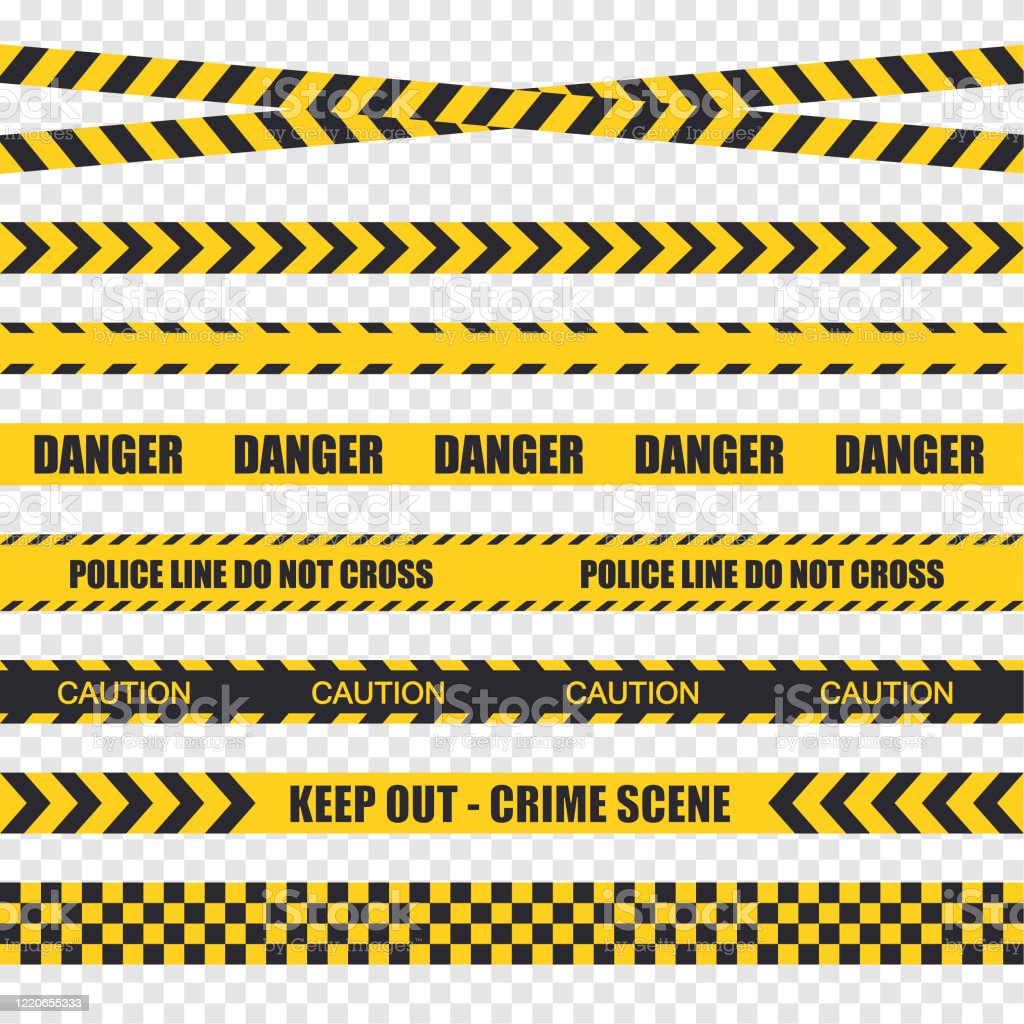 DANGER DANGER DANGER DANGER DANGER
POLICE LINE DO NOT CROSS POLICE LINE DO NOT CROSS
CAUTION CAUTION CAUTION CAUTION
KEEP OUT - CRIME SCENE
iStock
by Getty Images
1220655333